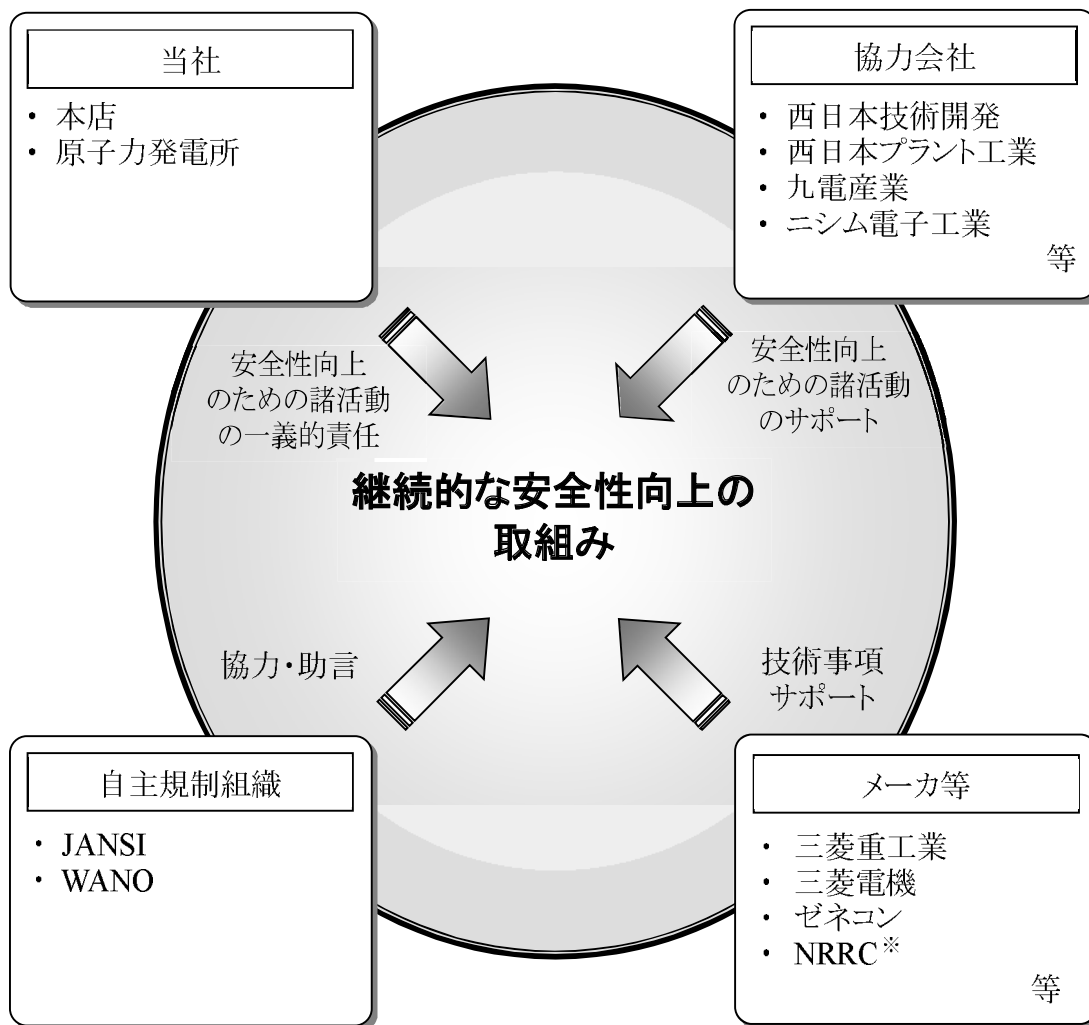 当社
・ 本店
・ 原子力発電所
協力会社
・ 西日本技術開発
・ 西日本プラント工業
・ 九電産業
・ ニシム電子工業
等
安全性向上
のための諸活動
の一義的責任
安全性向上
のための諸活動
のサポート
継続的な安全性向上の
取組み
協力・助言
技術事項
サポート
自主規制組織
・ JANSI
・ WANO
メーカ等
・ 三菱重工業
・ 三菱電機
・ ゼネコン
・ NRRC※
等